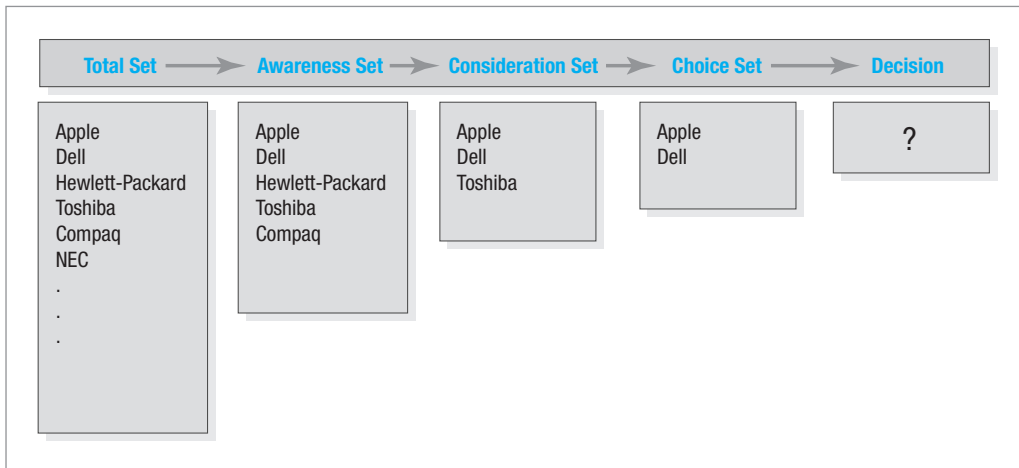 Total Set Awareness Set Consideration Set Choice Set Decision
Apple
Dell
Hewlett-Packard
Toshiba
Compaq
NEC
.
.
.
Apple
Dell
Hewlett-Packard
Toshiba
Compaq
Apple
Dell
Toshiba
Apple
Dell
?